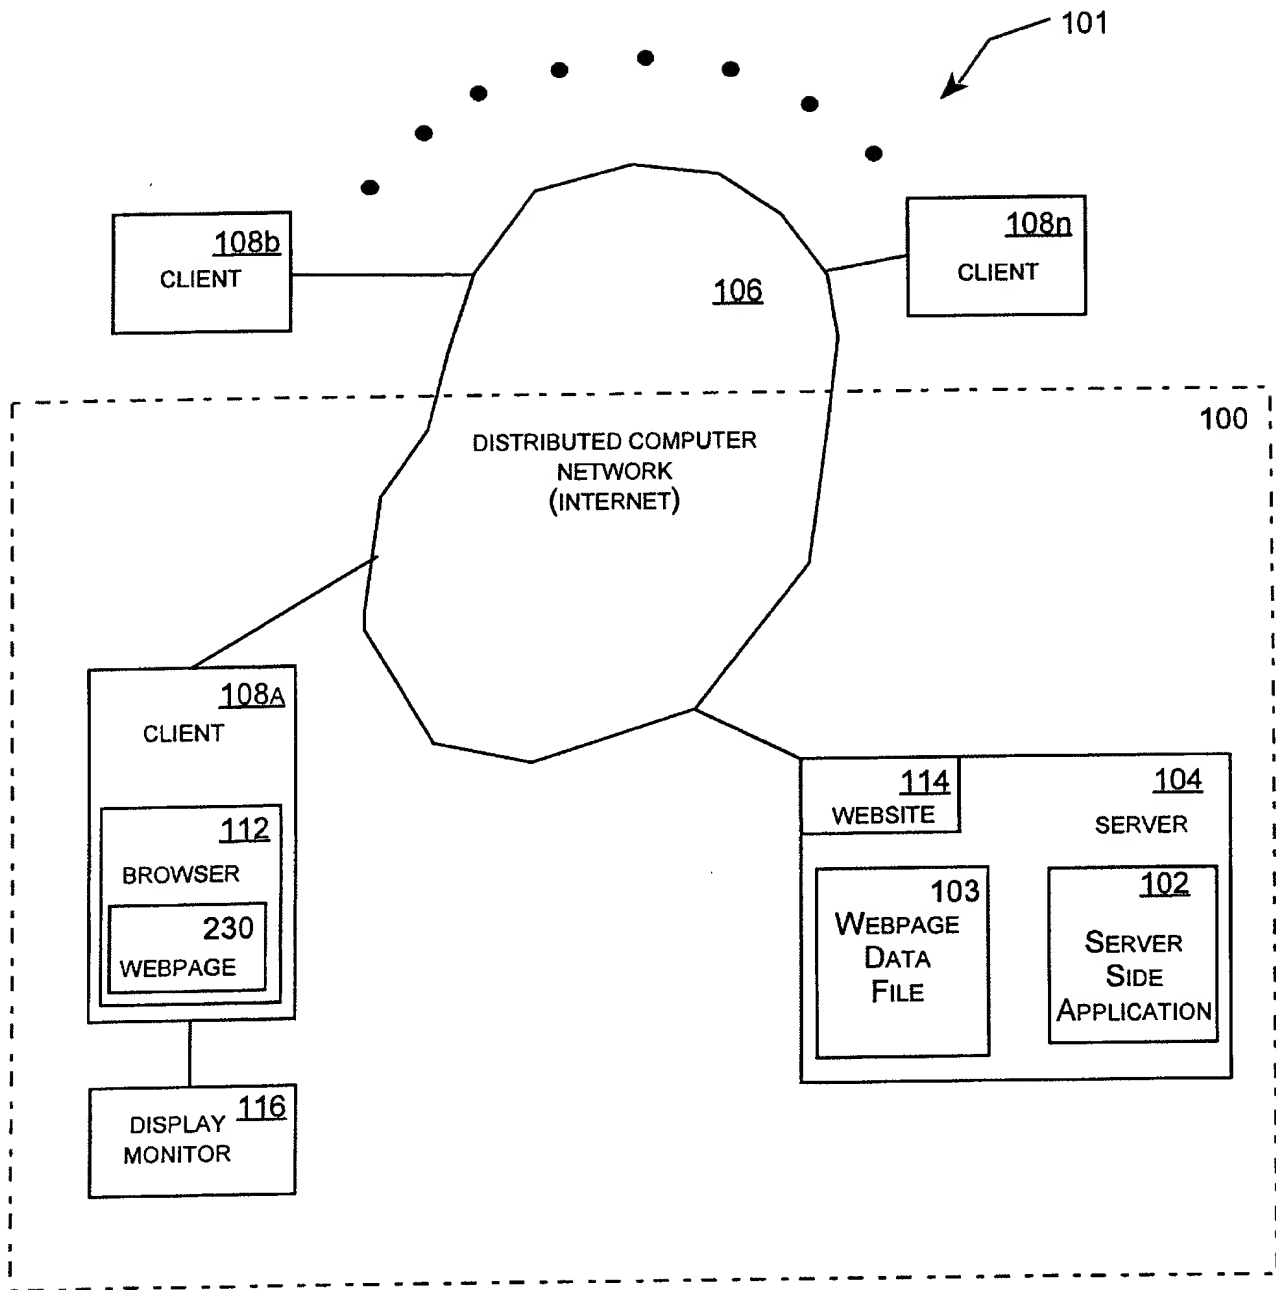 101
108b
CLIENT
108n
CLIENT
106
100
DISTRIBUTED COMPUTER
NETWORK
(INTERNET)
108A
CLIENT
112
BROWSER
230
WEBPAGE
116
DISPLAY
MONITOR
114
WEBSITE
104
SERVER
103
WEBPAGE
DATA
FILE
102
SERVER
SIDE
APPLICATION